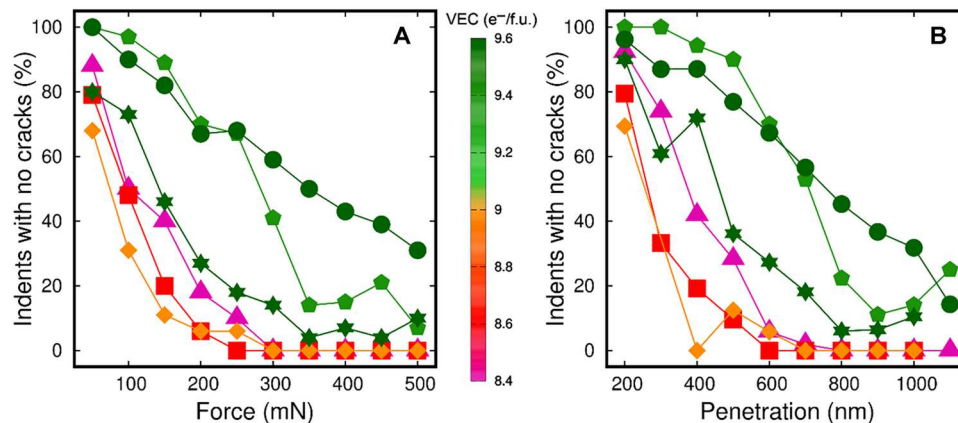 VEC (e⁻/f.u.)
A
B
Indents with no cracks (%)
100
80
60
40
20
0
100 200 300 400 500
Force (mN)
9.6
9.4
9.2
9
8.8
8.6
8.4
Indents with no cracks (%)
100
80
60
40
20
0
200 400 600 800 1000
Penetration (nm)